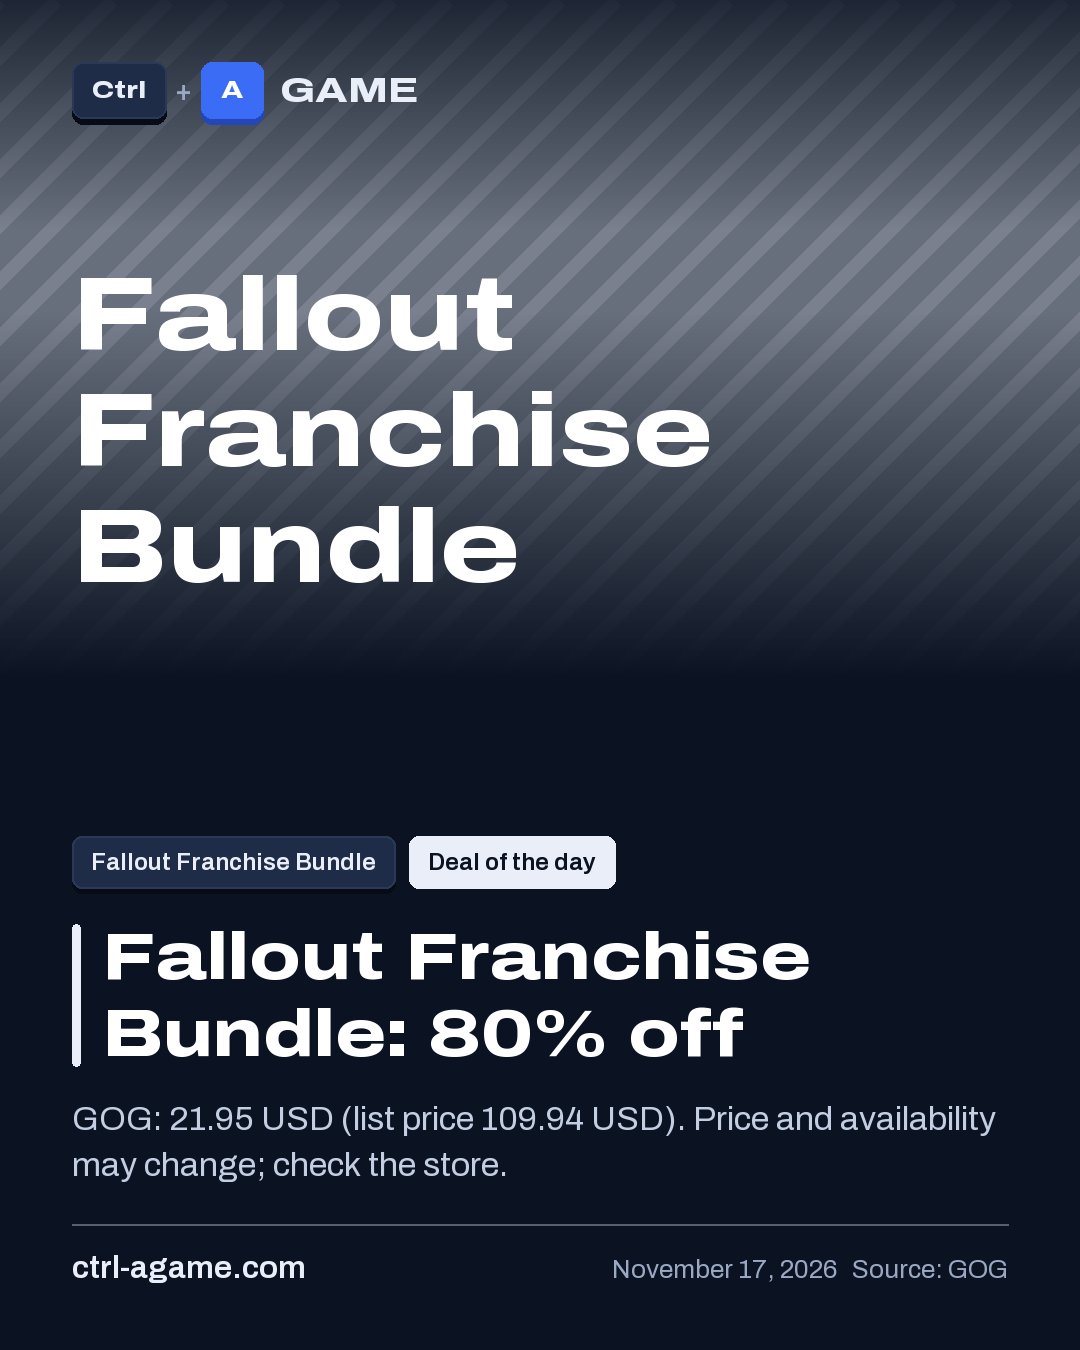 Ctrl + A GAME
Fallout
Franchise
Bundle
Fallout Franchise Bundle Deal of the day
Fallout Franchise
Bundle: 80% off
GOG: 21.95 USD (list price 109.94 USD). Price and availability
may change; check the store.
ctrl-agame.com November 17, 2026 Source: GOG